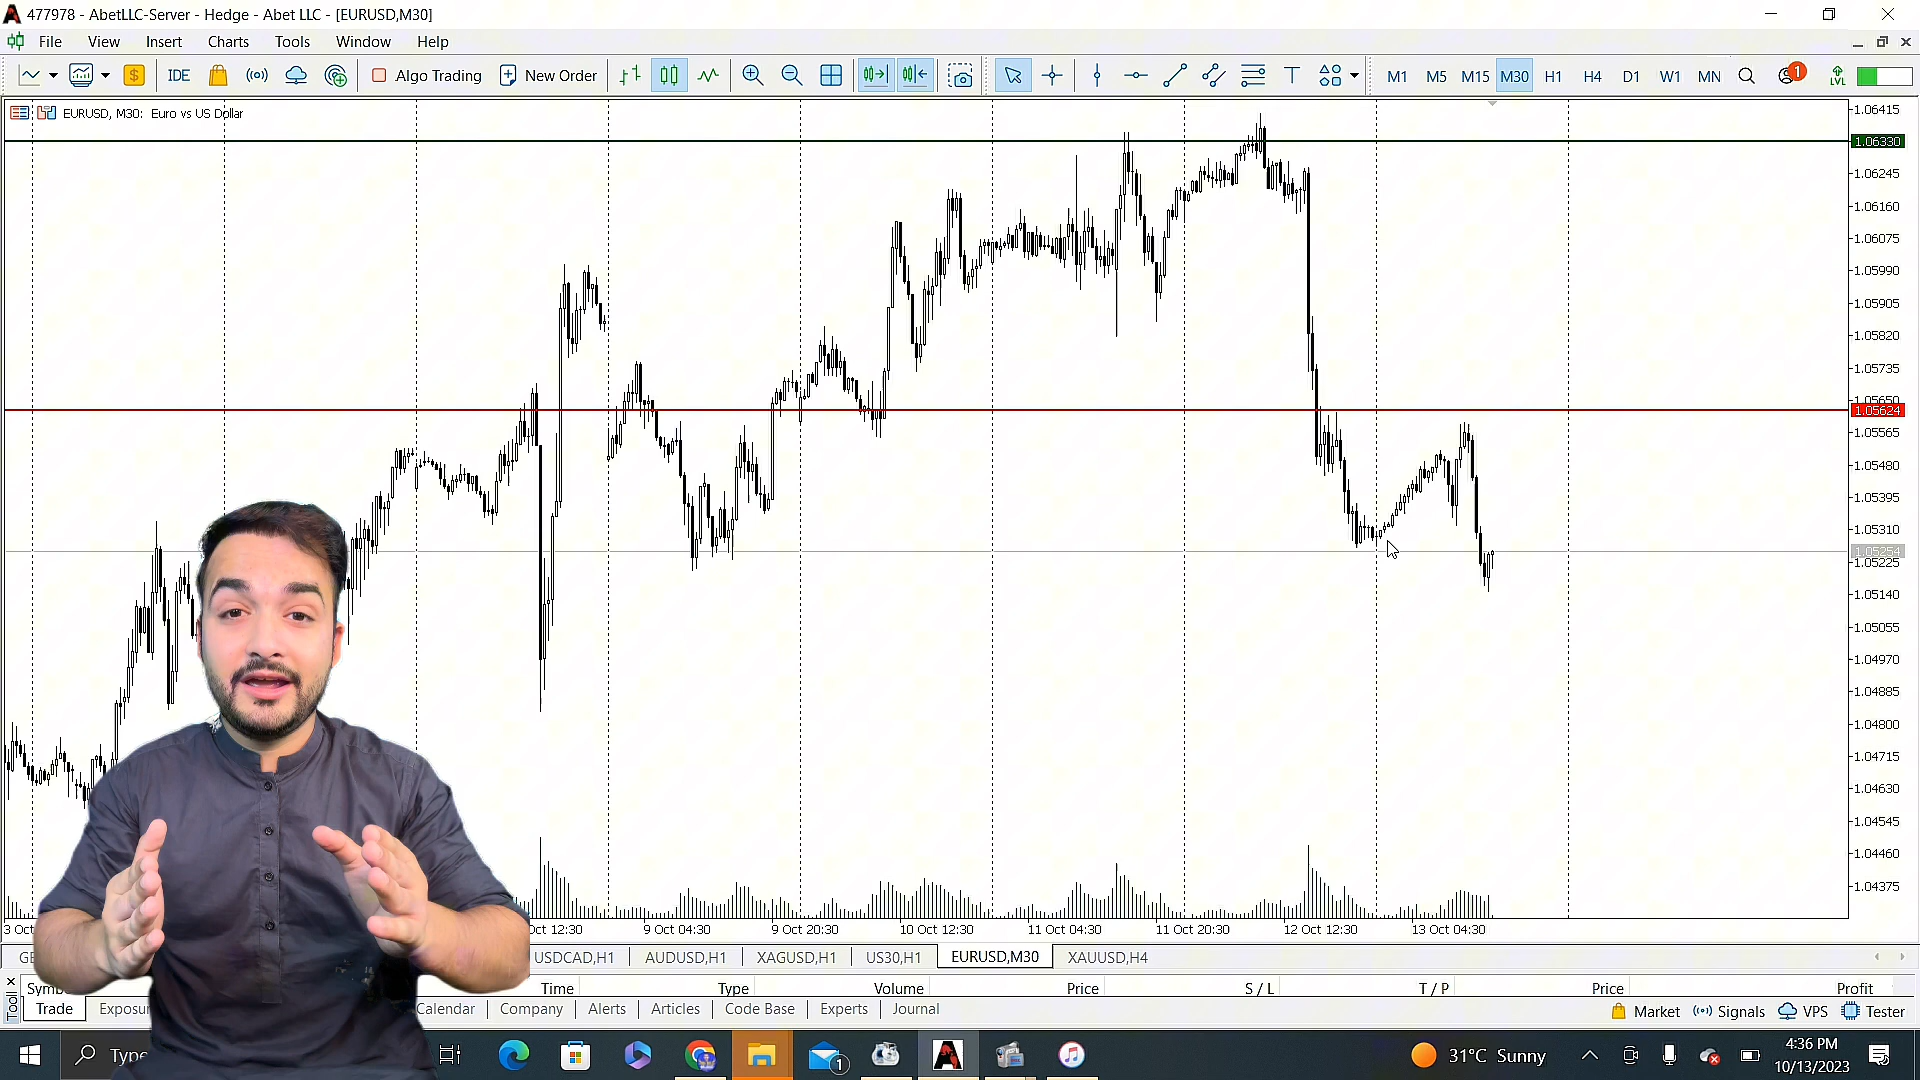 477978 - AbetLLC-Server - Hedge - Abet LLC - [EURUSD,M30]
File View Insert Charts Tools Window Help
IDE Algo Trading New Order M1 M5 M15 M30 H1 H4 D1 W1 MN 1 LVL
EURUSD, M30: Euro vs US Dollar
1.06415
1.06330
1.06245
1.06160
1.06075
1.05990
1.05905
1.05820
1.05735
1.05650
1.05624
1.05565
1.05480
1.05395
1.05310
1.05254
1.05225
1.05140
1.05055
1.04970
1.04885
1.04800
1.04715
1.04630
1.04545
1.04460
1.04375
3 Oct 12:30 9 Oct 04:30 9 Oct 20:30 10 Oct 12:30 11 Oct 04:30 11 Oct 20:30 12 Oct 12:30 13 Oct 04:30
USDCAD,H1 AUDUSD,H1 XAGUSD,H1 US30,H1 EURUSD,M30 XAUUSD,H4
Time Type Volume Price S / L T / P Price Profit
Trade Calendar Company Alerts Articles Code Base Experts Journal
Market Signals VPS Tester
Type 1 31°C Sunny
4:36 PM
10/13/2023